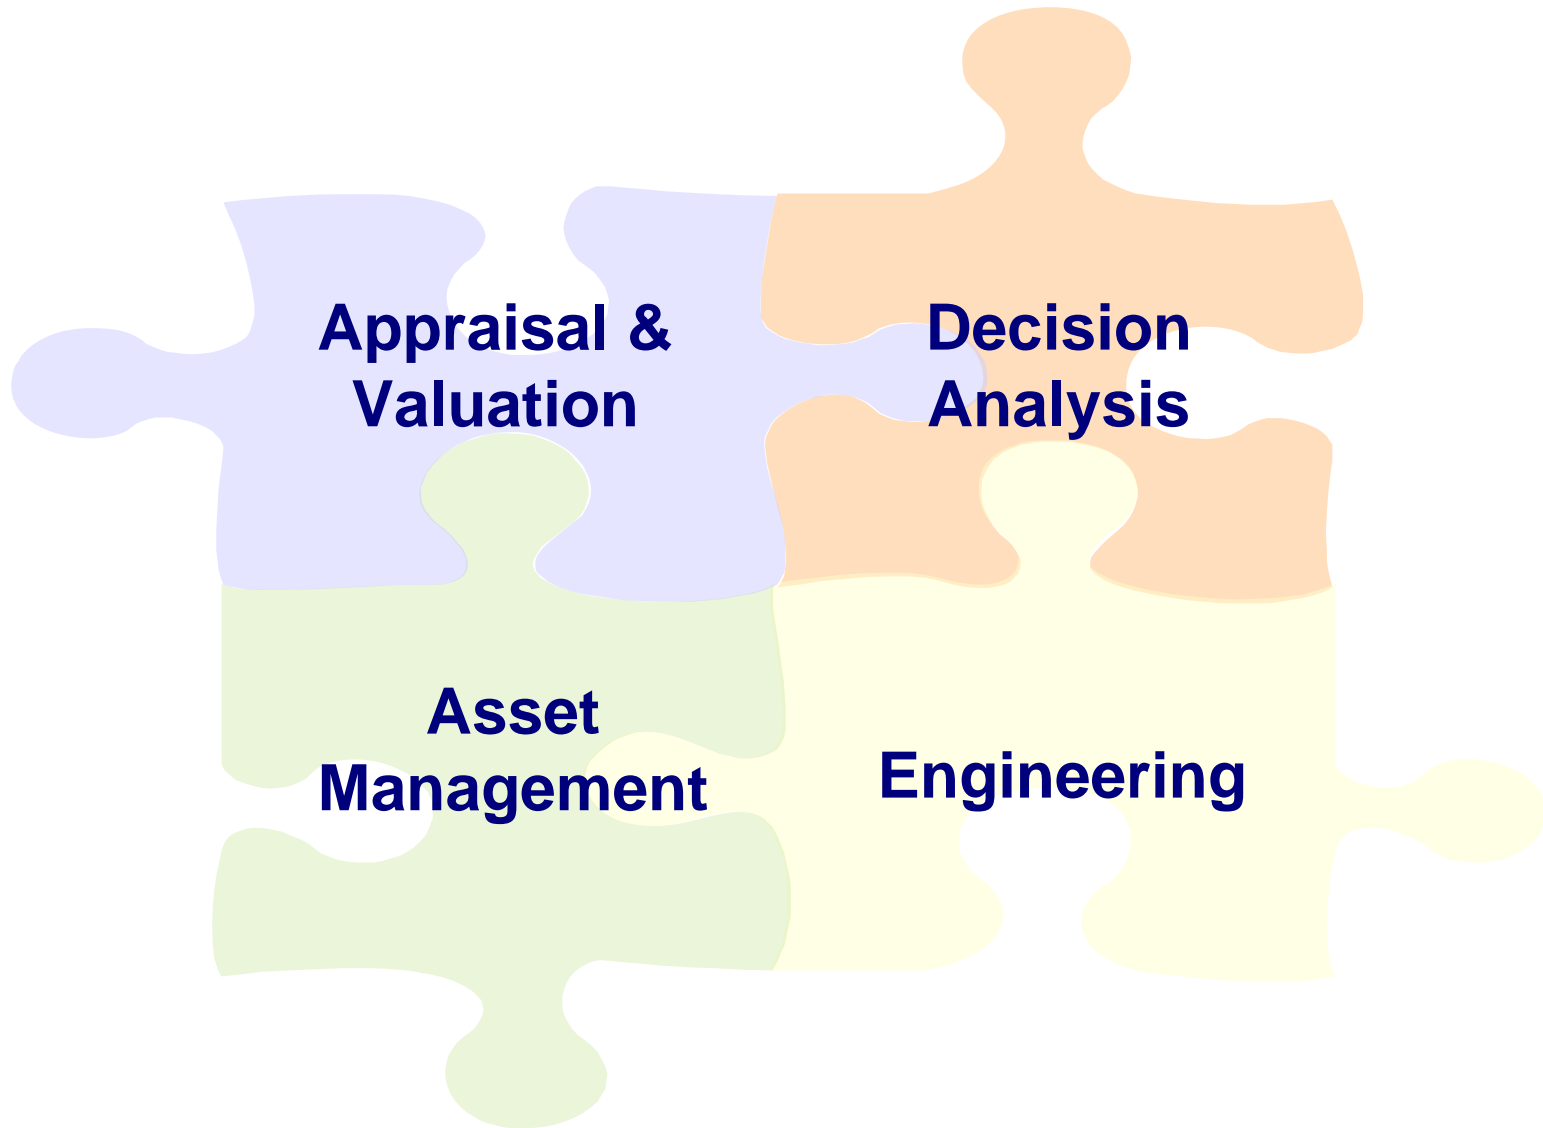 Appraisal &
Valuation
Decision
Analysis
Asset
Management
Engineering